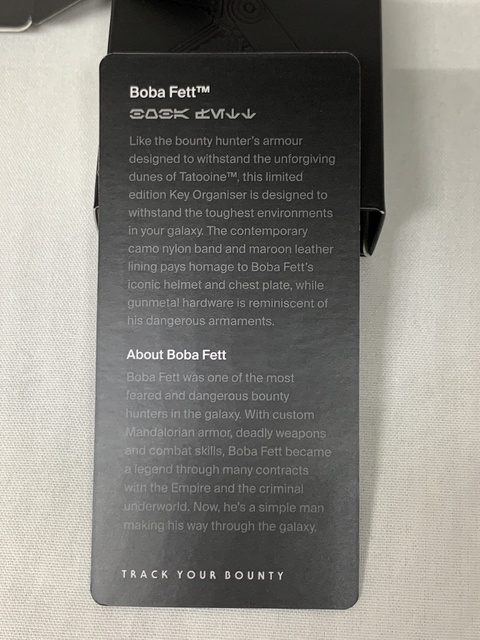 Boba Fett™
Like the bounty hunter's armour
designed to withstand the unforgiving
dunes of Tatooine™, this limited
edition Key Organiser is designed to
withstand the toughest environments
in your galaxy. The contemporary
camo nylon band and maroon leather
lining pays homage to Boba Fett's
iconic helmet and chest plate, while
gunmetal hardware is reminiscent of
his dangerous armaments.
About Boba Fett
Boba Fett was one of the most
feared and dangerous bounty
hunters in the galaxy. With custom
Mandalorian armor, deadly weapons
and combat skills, Boba Fett became
a legend through many contracts
with the Empire and the criminal
underworld. Now, he's a simple man
making his way through the galaxy.
TRACK YOUR BOUNTY